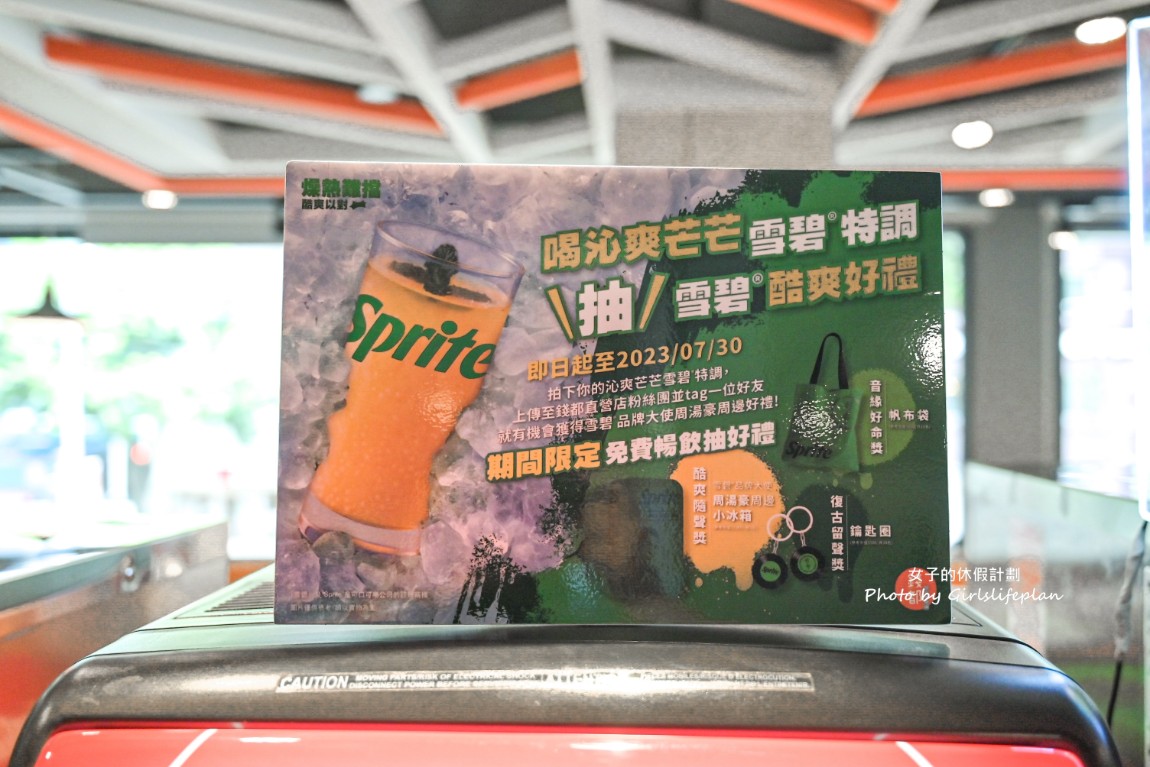 燥熱難擋
酷爽以對
Sprite
喝沁爽芒芒雪碧®特調
抽 雪碧®酷爽好禮
即日起至2023/07/30
拍下你的沁爽芒芒雪碧®特調,
上傳至錢都直營店粉絲團並tag一位好友
就有機會獲得雪碧®品牌大使周湯豪周邊好禮!
期間限定 免費暢飲抽好禮
音緣好命獎
帆布袋
Sprite
酷爽隨聲獎
周湯豪周邊
小冰箱
復古留聲獎
鑰匙圈
女子的休假計劃
Photo by Girlslifeplan
CAUTION